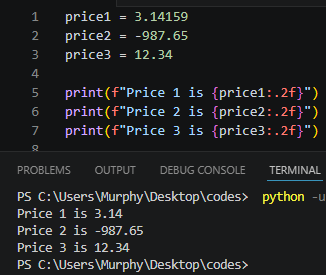 1 price1 = 3.14159
2 price2 = -987.65
3 price3 = 12.34
4
5 print(f"Price 1 is {price1:.2f}")
6 print(f"Price 2 is {price2:.2f}")
7 print(f"Price 3 is {price3:.2f}")
8
PROBLEMS OUTPUT DEBUG CONSOLE TERMINAL
PS C:\Users\Murphy\Desktop\codes> python -u
Price 1 is 3.14
Price 2 is -987.65
Price 3 is 12.34
PS C:\Users\Murphy\Desktop\codes>